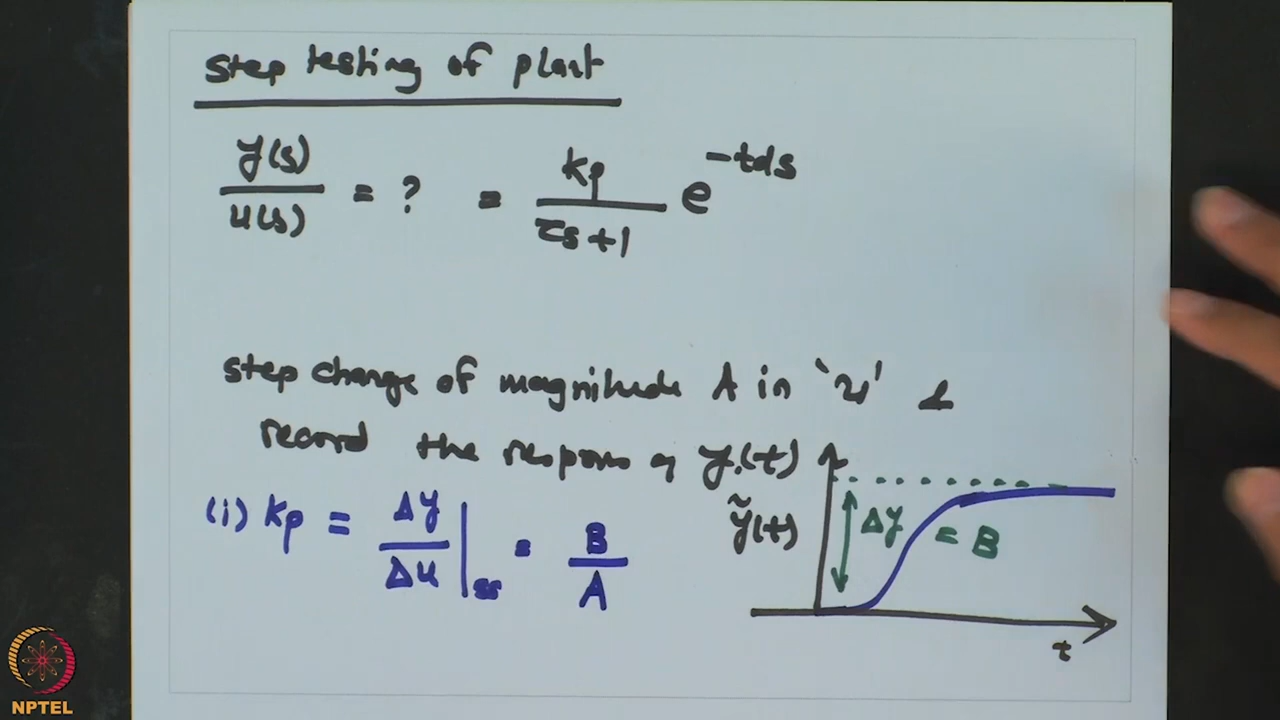 step testing of plant
y(s)/u(s) = ? = kp/(τs+1) e^(-tds)
step change of magnitude A in 'u' &
record the respons of y(t)
(i) kp = Δy/Δu |ss = B/A
ỹ(t)
Δy = B
t
NPTEL